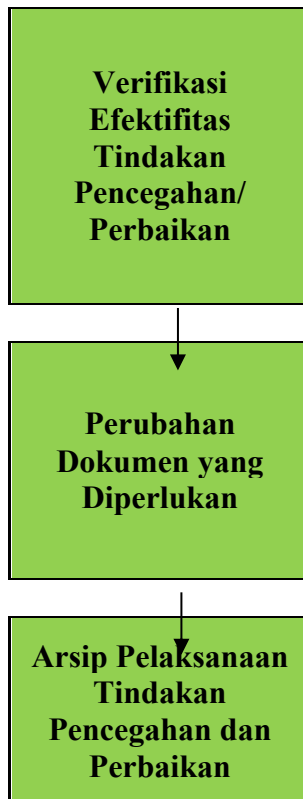 Verifikasi
Efektifitas
Tindakan
Pencegahan/
Perbaikan
Perubahan
Dokumen yang
Diperlukan
Arsip Pelaksanaan
Tindakan
Pencegahan dan
Perbaikan